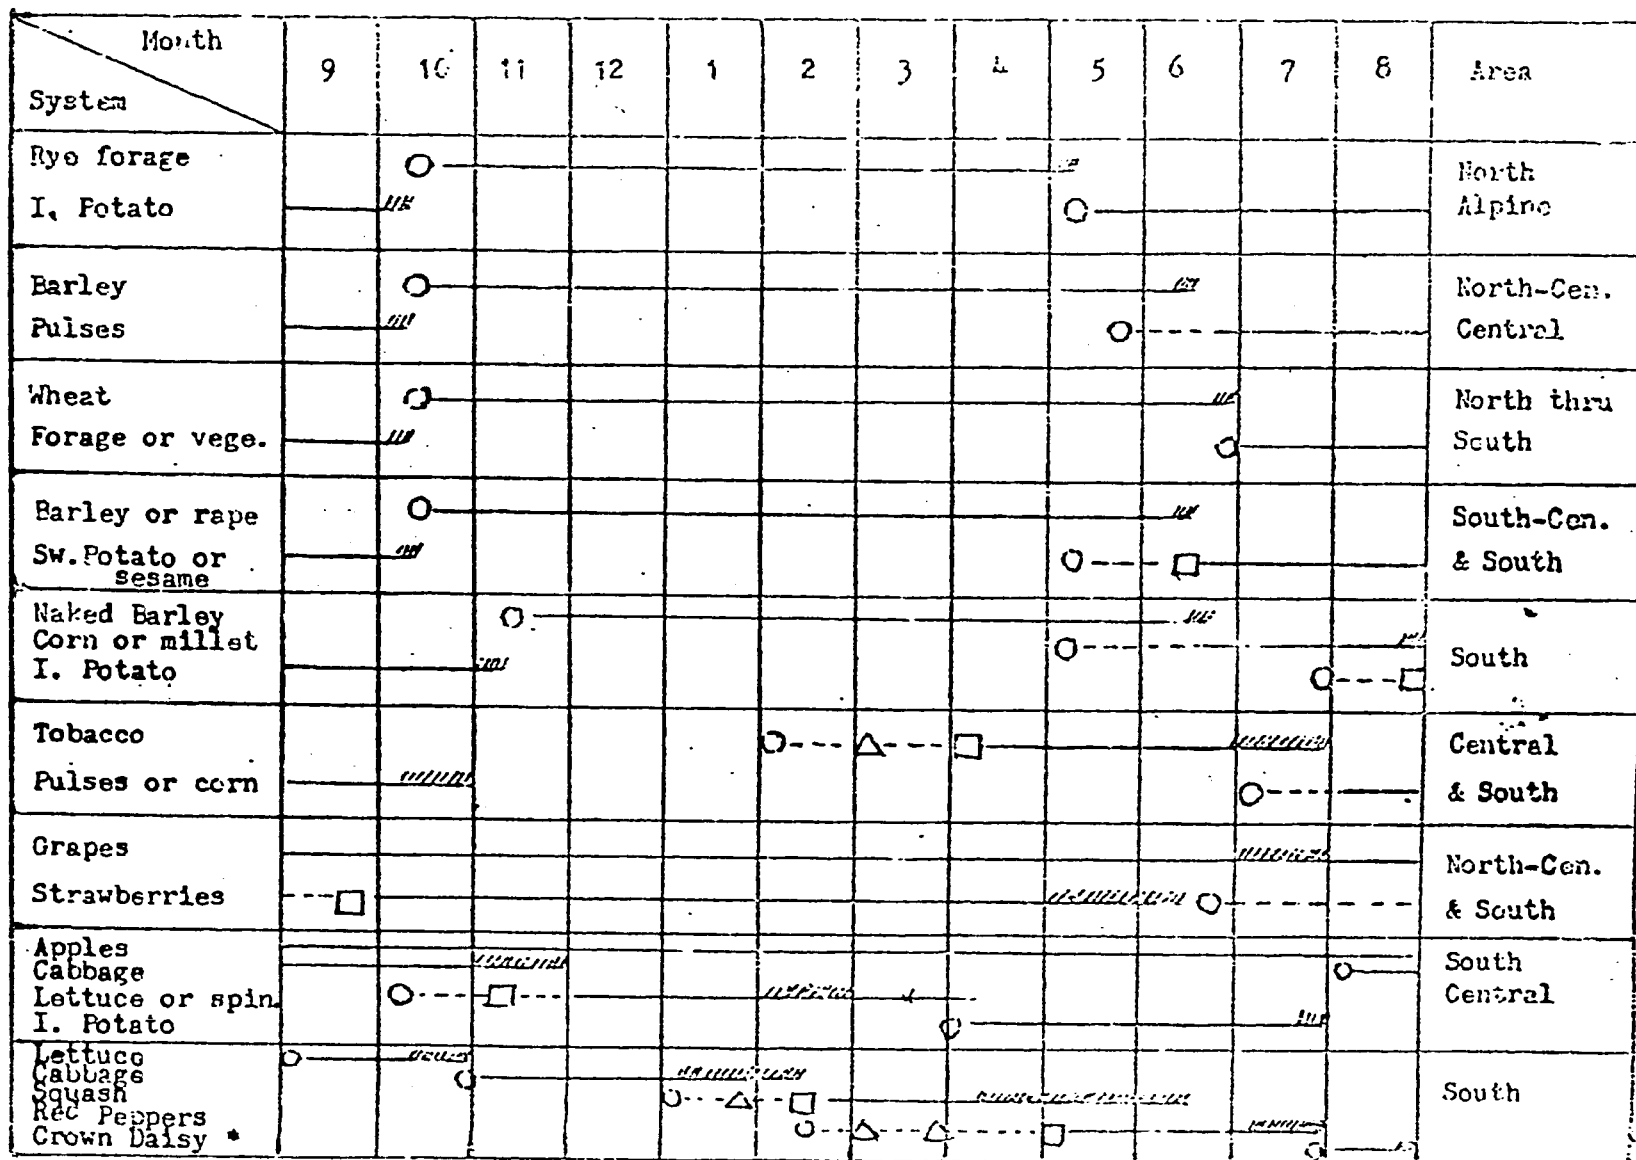 Month
System
9 10 11 12 1 2 3 4 5 6 7 8 Area
Rye forage
I. Potato
North
Alpine
Barley
Pulses
North-Cen.
Central
Wheat
Forage or vege.
North thru
South
Barley or rape
Sw.Potato or
sesame
South-Cen.
& South
Naked Barley
Corn or millet
I. Potato
South
Tobacco
Pulses or corn
Central
& South
Grapes
Strawberries
North-Cen.
& South
Apples
Cabbage
Lettuce or spin.
I. Potato
South
Central
Lettuce
Cabbage
Squash
Red Peppers
Crown Daisy *
South